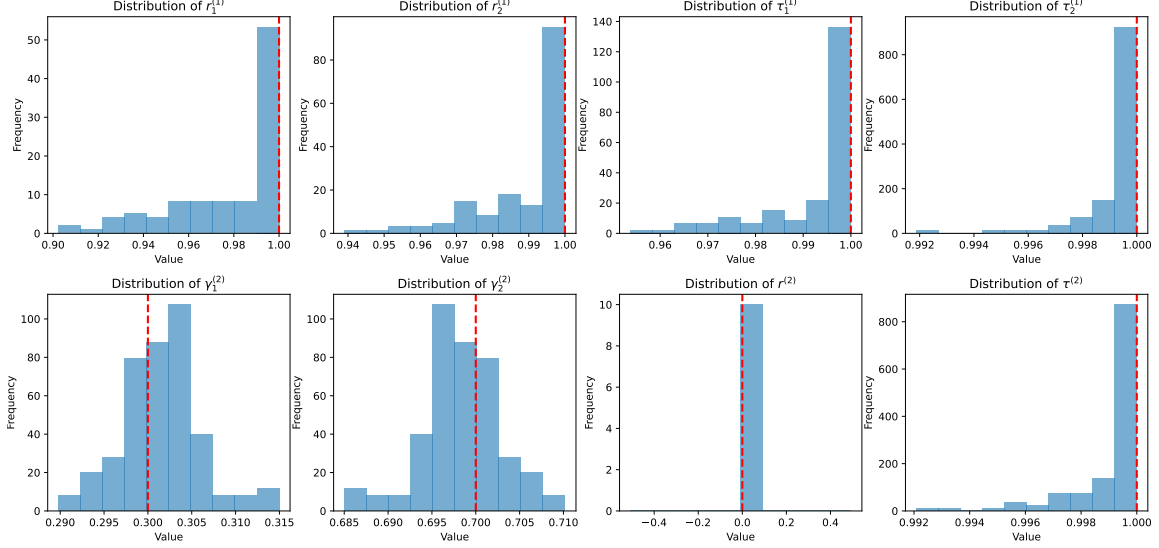 Distribution of r₁⁽¹⁾
Distribution of r₂⁽¹⁾
Distribution of τ₁⁽¹⁾
Distribution of τ₂⁽¹⁾
Frequency
50
40
30
20
10
0
0.90 0.92 0.94 0.96 0.98 1.00
Value
Frequency
80
60
40
20
0
0.94 0.95 0.96 0.97 0.98 0.99 1.00
Value
Frequency
140
120
100
80
60
40
20
0
0.96 0.97 0.98 0.99 1.00
Value
Frequency
800
600
400
200
0
0.992 0.994 0.996 0.998 1.000
Value
Distribution of γ₁⁽²⁾
Distribution of γ₂⁽²⁾
Distribution of r⁽²⁾
Distribution of τ⁽²⁾
Frequency
100
80
60
40
20
0
0.290 0.295 0.300 0.305 0.310 0.315
Value
Frequency
100
80
60
40
20
0
0.685 0.690 0.695 0.700 0.705 0.710
Value
Frequency
10
8
6
4
2
0
−0.4 −0.2 0.0 0.2 0.4
Value
Frequency
800
600
400
200
0
0.992 0.994 0.996 0.998 1.000
Value